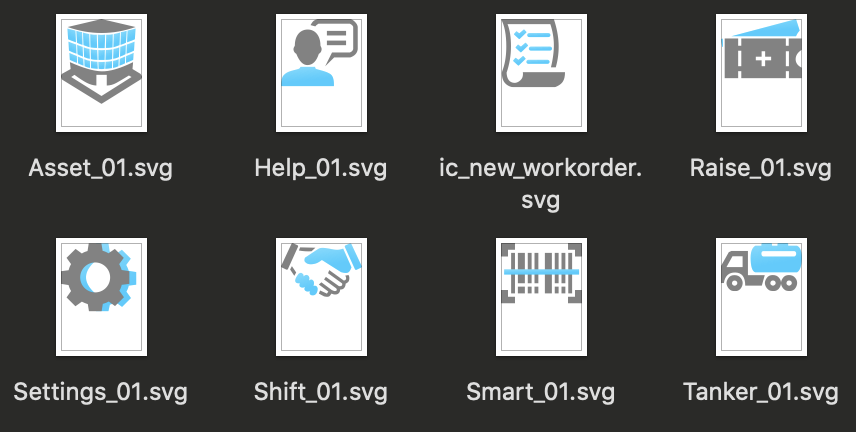 Asset_01.svg
Help_01.svg
ic_new_workorder.
svg
Raise_01.svg
Settings_01.svg
Shift_01.svg
Smart_01.svg
Tanker_01.svg